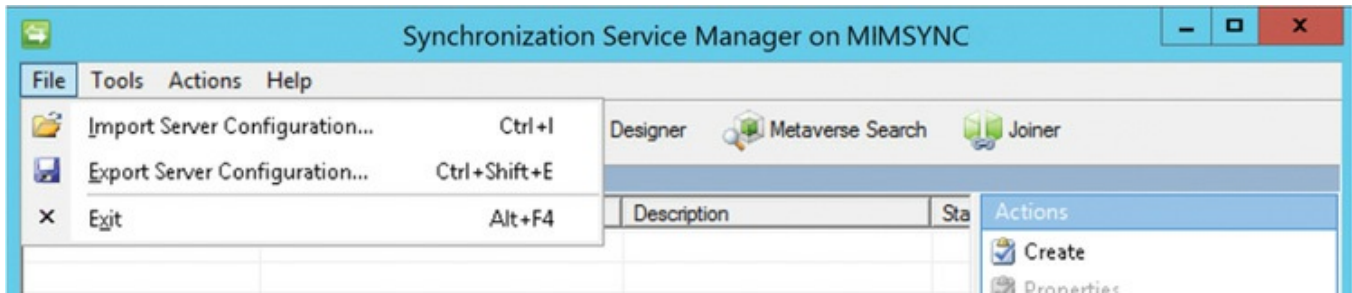 Synchronization Service Manager on MIMSYNC
File Tools Actions Help
Import Server Configuration... Ctrl+I
Export Server Configuration... Ctrl+Shift+E
Exit Alt+F4
Designer Metaverse Search Joiner
Description Sta Actions
Create
Properties